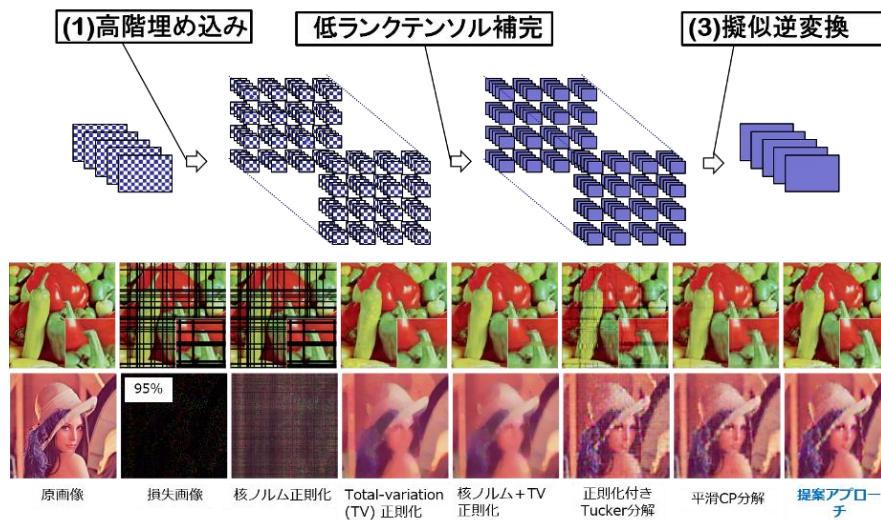 (1)高階埋め込み
低ランクテンソル補完
(3)擬似逆変換
95%
原画像
損失画像
核ノルム正則化
Total-variation
(TV) 正則化
核ノルム＋TV
正則化
正則化付き
Tucker分解
平滑CP分解
提案アプロー
チ